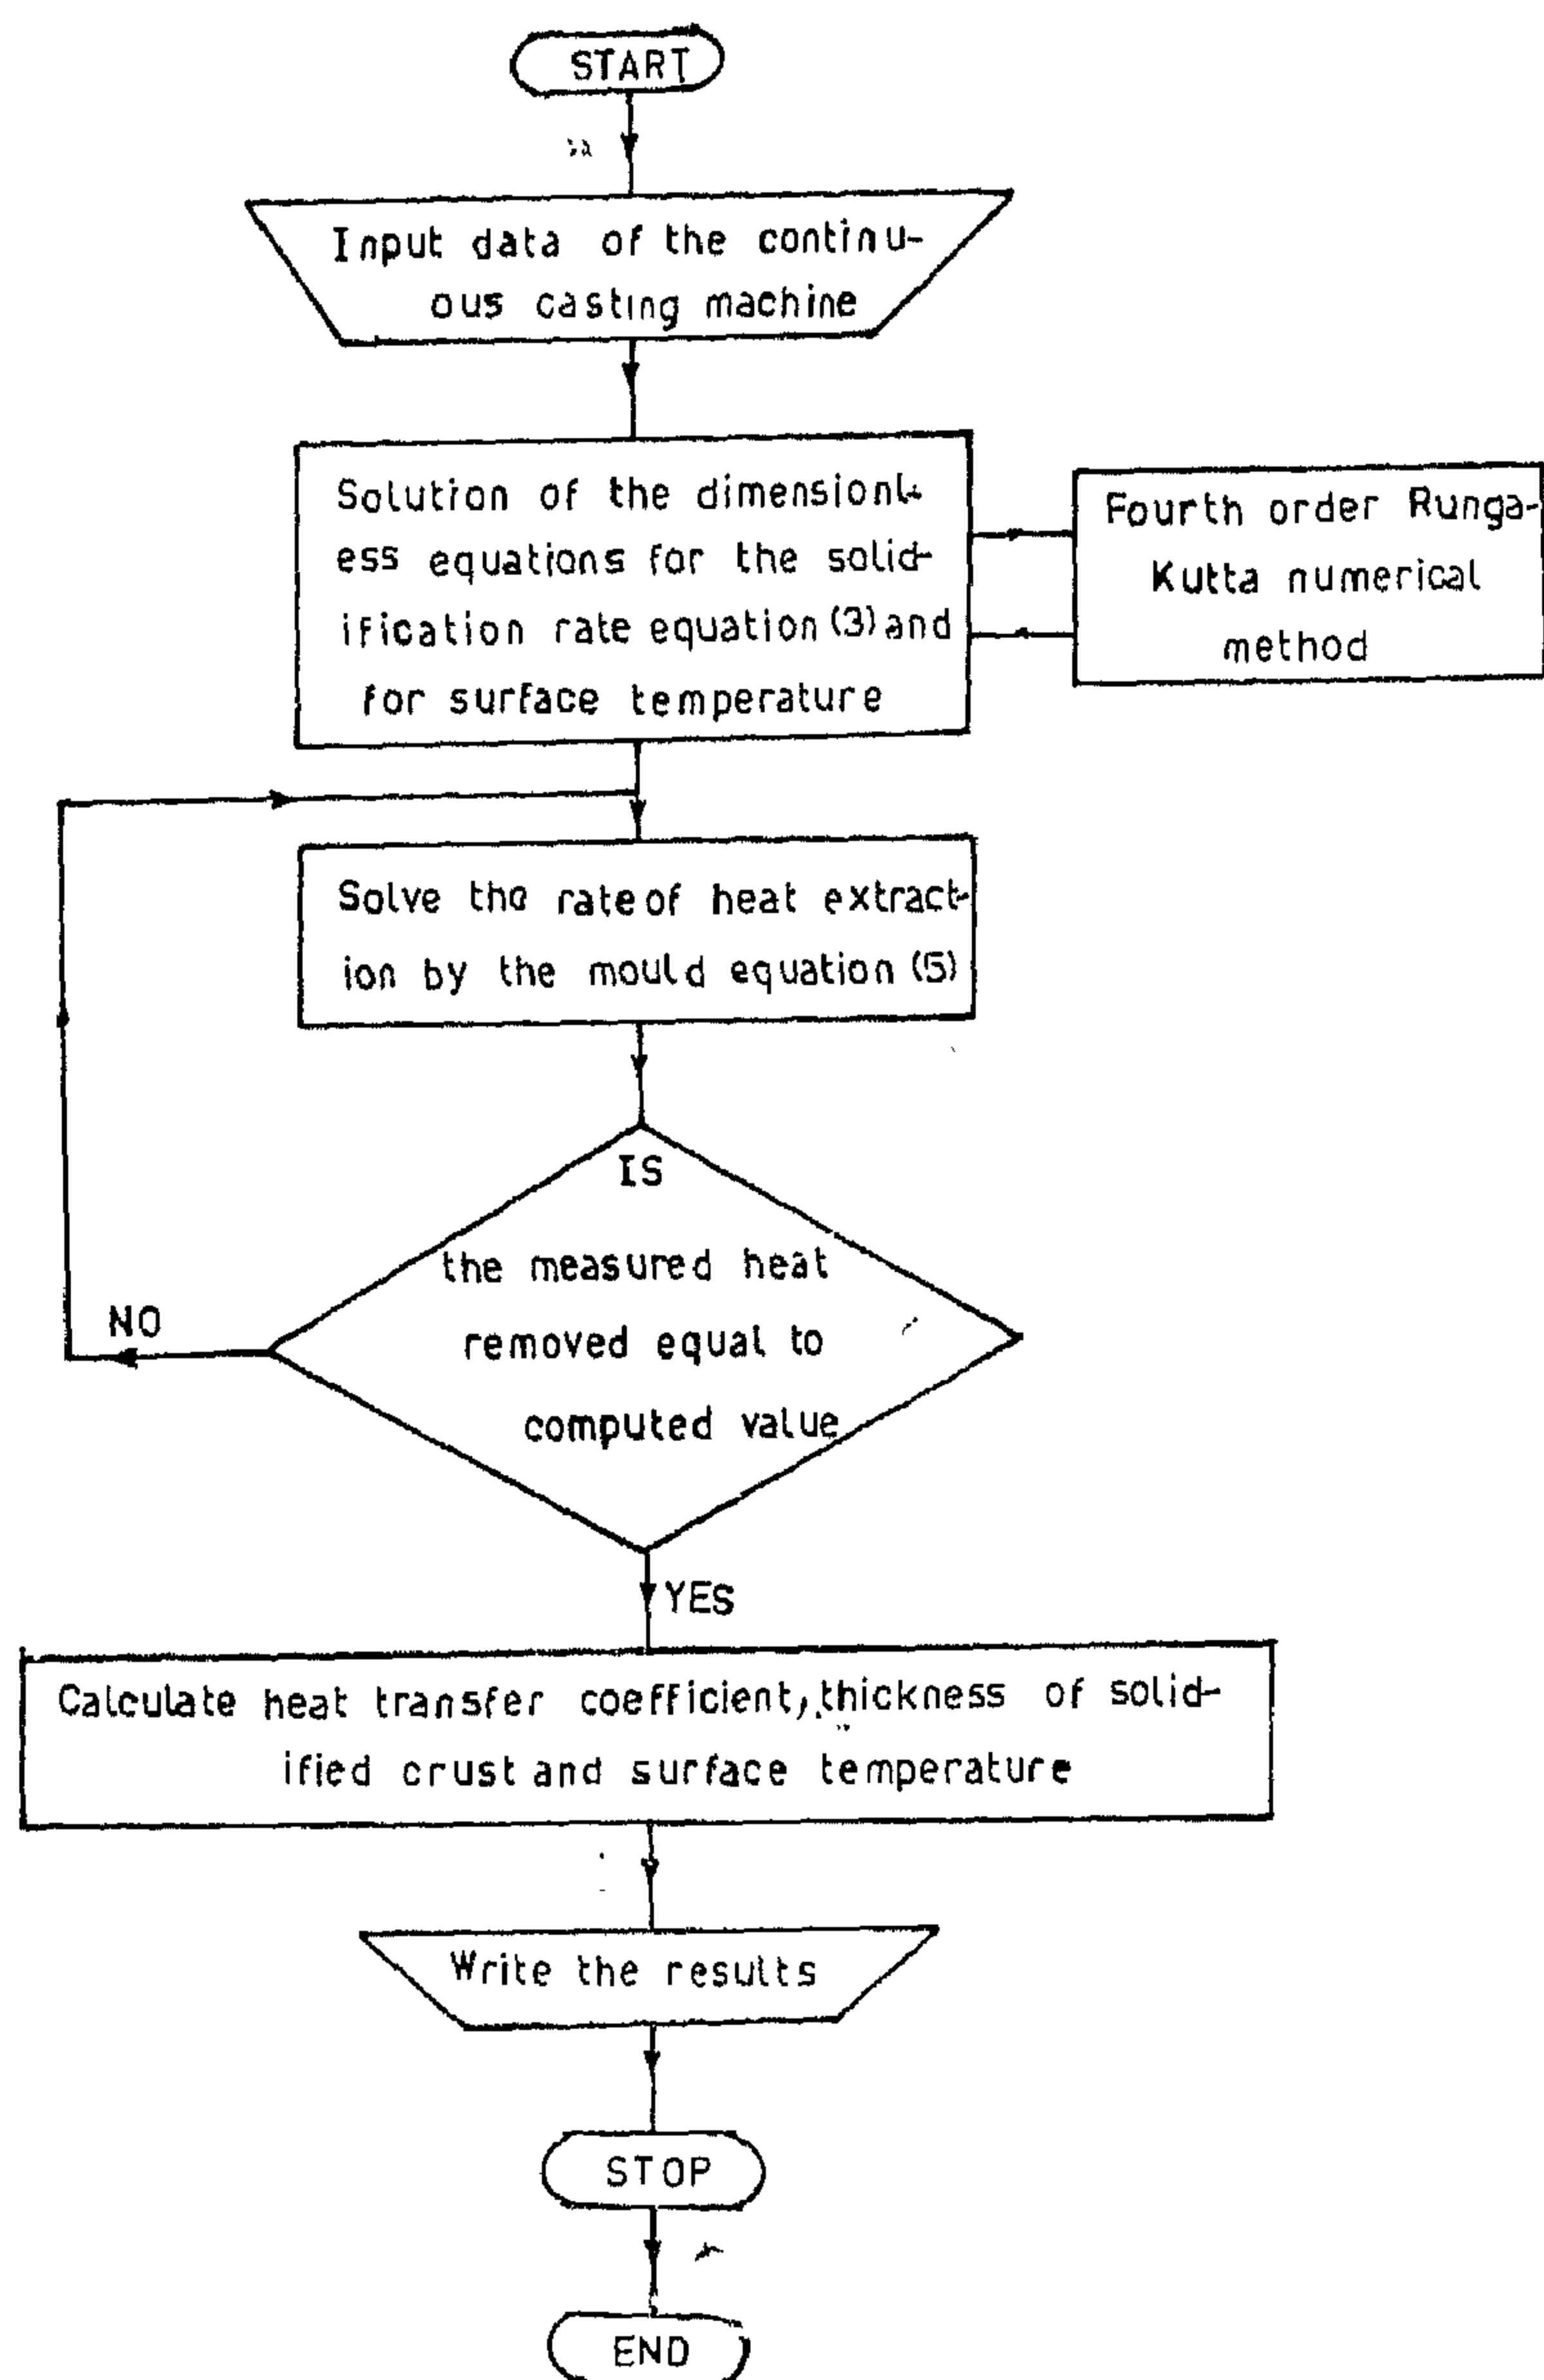 START
Input data of the continu-
ous casting machine
Solution of the dimensionl-
ess equations for the solid-
ification rate equation (3) and
for surface temperature
Fourth order Runga-
Kutta numerical
method
Solve the rate of heat extract-
ion by the mould equation (5)
IS
the measured heat
removed equal to
computed value
NO
YES
Calculate heat transfer coefficient, thickness of solid-
ified crust and surface temperature
Write the results
STOP
END